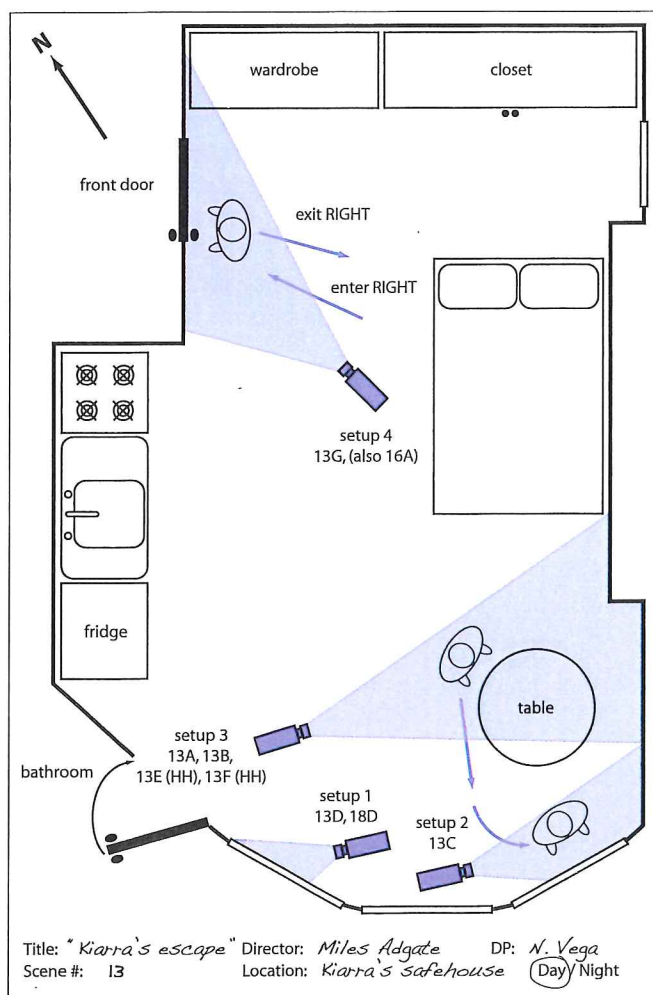 N
wardrobe
closet
front door
exit RIGHT
enter RIGHT
setup 4
13G, (also 16A)
fridge
table
setup 3
13A, 13B,
13E (HH), 13F (HH)
bathroom
setup 1
13D, 18D
setup 2
13C
Title: "Kiarra's escape" Director: Miles Adgate DP: N. Vega
Scene #: 13 Location: Kiarra's safehouse Day/Night